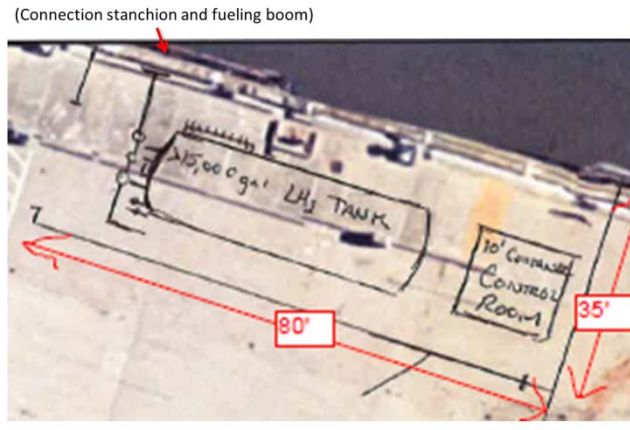 (Connection stanchion and fueling boom)
15,000 gal LH2 TANK
10' CONTAINER
CONTROL
ROOM
80'
35'